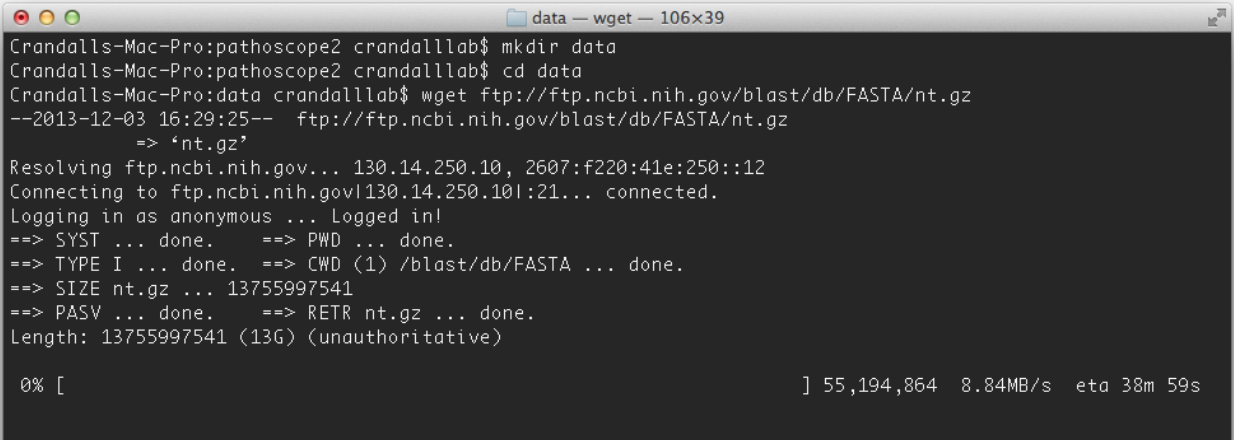 data — wget — 106×39
Crandalls-Mac-Pro:pathoscope2 crandalllab$ mkdir data
Crandalls-Mac-Pro:pathoscope2 crandalllab$ cd data
Crandalls-Mac-Pro:data crandalllab$ wget ftp://ftp.ncbi.nih.gov/blast/db/FASTA/nt.gz
--2013-12-03 16:29:25--  ftp://ftp.ncbi.nih.gov/blast/db/FASTA/nt.gz
           => ‘nt.gz’
Resolving ftp.ncbi.nih.gov... 130.14.250.10, 2607:f220:41e:250::12
Connecting to ftp.ncbi.nih.gov|130.14.250.10|:21... connected.
Logging in as anonymous ... Logged in!
==> SYST ... done.    ==> PWD ... done.
==> TYPE I ... done.  ==> CWD (1) /blast/db/FASTA ... done.
==> SIZE nt.gz ... 13755997541
==> PASV ... done.    ==> RETR nt.gz ... done.
Length: 13755997541 (13G) (unauthoritative)
 0% [                                     ] 55,194,864  8.84MB/s  eta 38m 59s